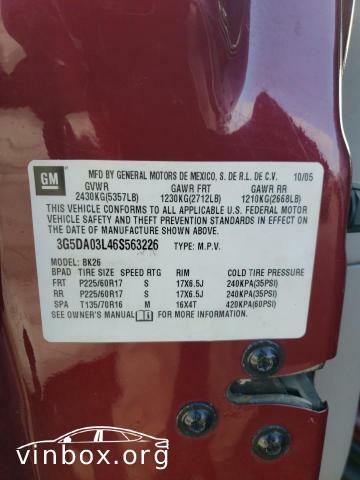 GM
MFD BY GENERAL MOTORS DE MEXICO, S. DE R.L. DE C.V. 10/05
GVWR GAWR FRT GAWR RR
2430KG(5357LB) 1230KG(2712LB) 1210KG(2668LB)
THIS VEHICLE CONFORMS TO ALL APPLICABLE U.S. FEDERAL MOTOR
VEHICLE SAFETY AND THEFT PREVENTION STANDARDS IN EFFECT ON
THE DATE OF MANUFACTURE SHOWN ABOVE.
3G5DA03L46S563226 TYPE: M.P.V.
MODEL: BK26
BPAD TIRE SIZE SPEED RTG RIM COLD TIRE PRESSURE
FRT P225/60R17 S 17X6.5J 240KPA(35PSI)
RR P225/60R17 S 17X6.5J 240KPA(35PSI)
SPA T135/70R16 M 16X4T 420KPA(60PSI)
SEE OWNER'S MANUAL FOR MORE INFORMATION
vinbox.org